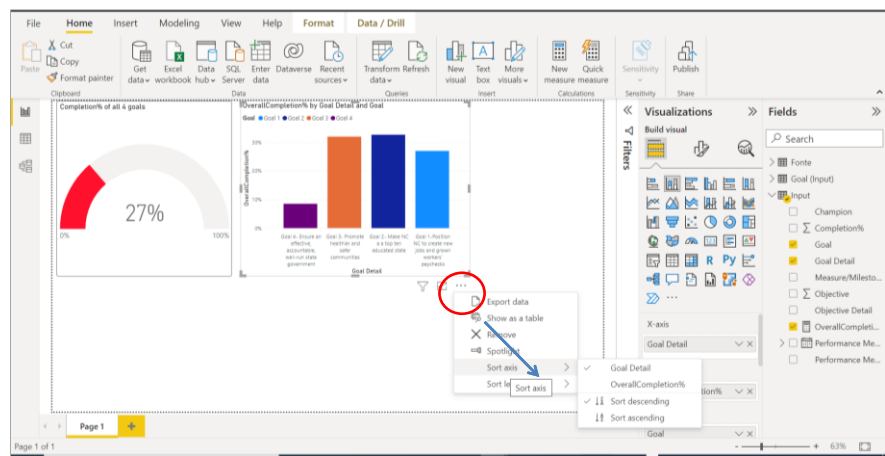 File Home Insert Modeling View Help Format Data / Drill
Paste
Cut
Copy
Format painter
Clipboard
Get data
Excel workbook
Data hub
SQL Server
Enter data
Dataverse
Recent sources
Data
Transform data
Refresh
Queries
New visual
Text box
More visuals
Insert
New measure
Quick measure
Calculations
Sensitivity
Sensitivity
Publish
Share
Completion% of all 4 goals
27%
0%
100%
OverallCompletion% by Goal Detail and Goal
Goal Goal 1 Goal 2 Goal 3 Goal 4
OverallCompletion%
0%
Goal 4- Ensure an
effective,
accountable,
well-run state
government
Goal 3- Promote
healthier and
safer
communities
Goal 2- Make NC
a top ten
educated state
Goal 1-Position
NC to create new
jobs and grown
workers'
paychecks
Goal Detail
Export data
Show as a table
Remove
Spotlight
Sort axis
Sort le
Sort axis
Goal Detail
OverallCompletion%
Sort descending
Sort ascending
Filters
Visualizations
Build visual
R Py
X-axis
Goal Detail
tion%
Goal
Fields
Search
Fonte
Goal (Input)
Input
Champion
Completion%
Goal
Goal Detail
Measure/Milesto...
Objective
Objective Detail
OverallCompleti...
Performance Me...
Performance Me...
Page 1
Page 1 of 1
63%